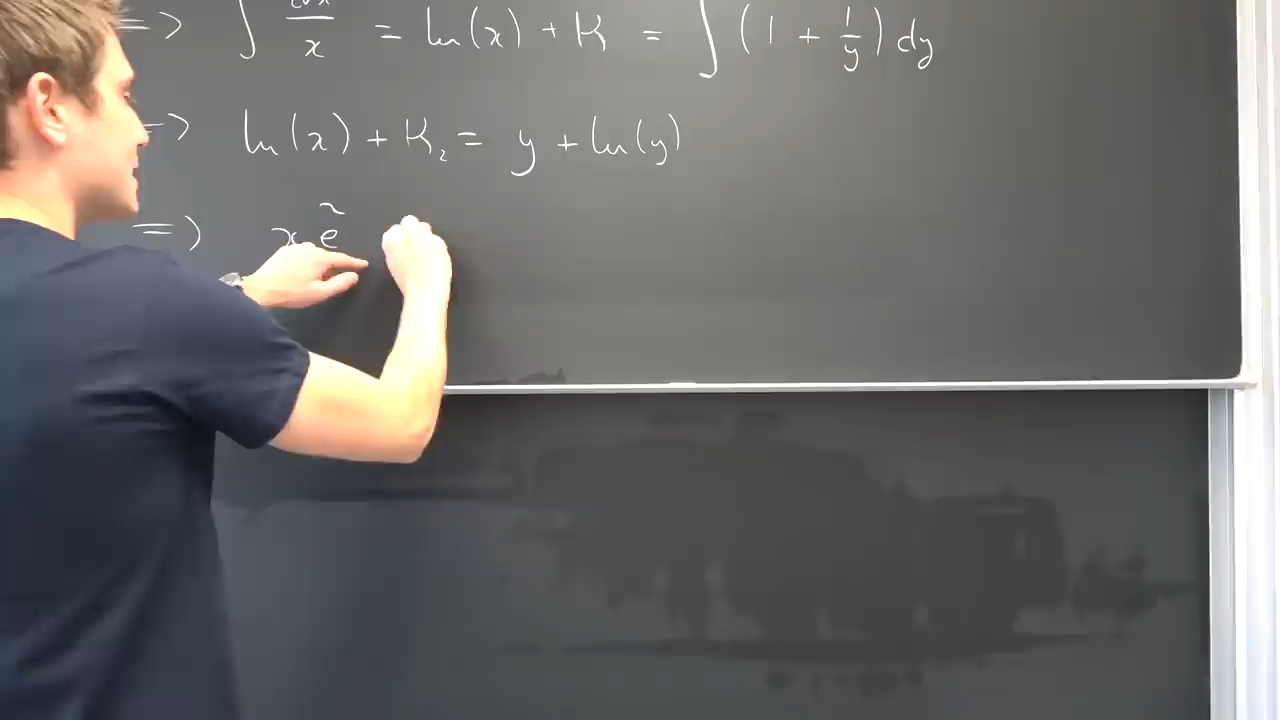 => ∫ dx/x = ln(x) + K = ∫ (1 + 1/y) dy
=> ln(x) + K₂ = y + ln(y)
=> x ẽ